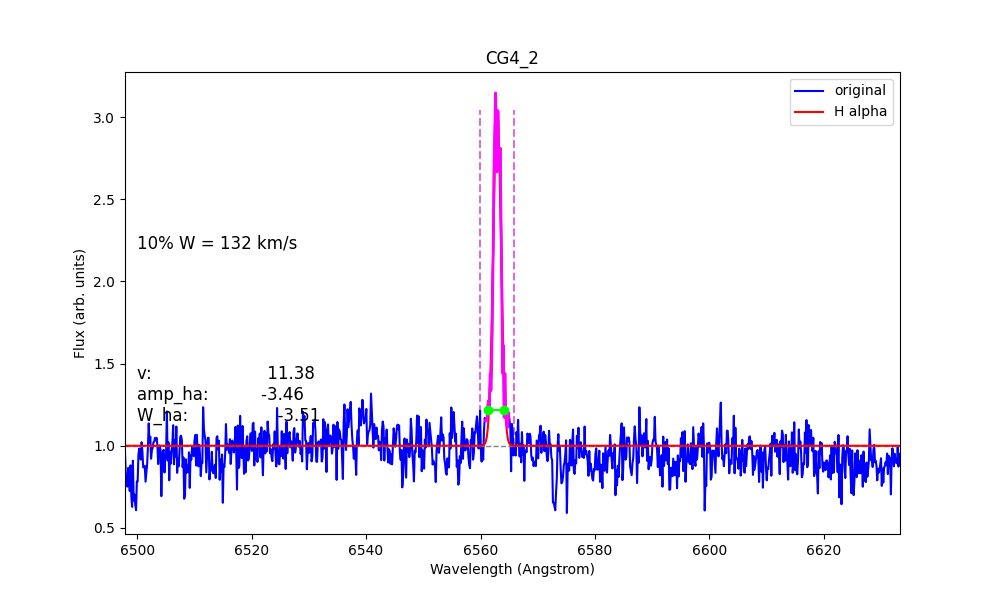 CG4_2
original
H alpha
3.0
2.5
2.0
1.5
1.0
0.5
Flux (arb. units)
10% W = 132 km/s
v: 11.38
amp_ha: -3.46
W_ha: -3.51
6500 6520 6540 6560 6580 6600 6620
Wavelength (Angstrom)